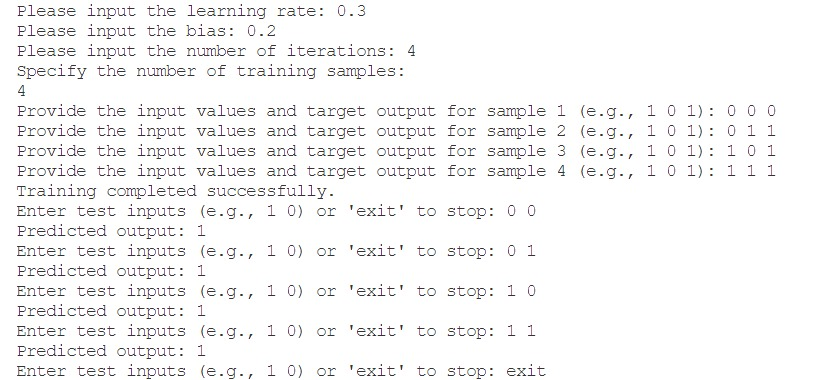 Please input the learning rate: 0.3
Please input the bias: 0.2
Please input the number of iterations: 4
Specify the number of training samples:
4
Provide the input values and target output for sample 1 (e.g., 1 0 1): 0 0 0
Provide the input values and target output for sample 2 (e.g., 1 0 1): 0 1 1
Provide the input values and target output for sample 3 (e.g., 1 0 1): 1 0 1
Provide the input values and target output for sample 4 (e.g., 1 0 1): 1 1 1
Training completed successfully.
Enter test inputs (e.g., 1 0) or 'exit' to stop: 0 0
Predicted output: 1
Enter test inputs (e.g., 1 0) or 'exit' to stop: 0 1
Predicted output: 1
Enter test inputs (e.g., 1 0) or 'exit' to stop: 1 0
Predicted output: 1
Enter test inputs (e.g., 1 0) or 'exit' to stop: 1 1
Predicted output: 1
Enter test inputs (e.g., 1 0) or 'exit' to stop: exit